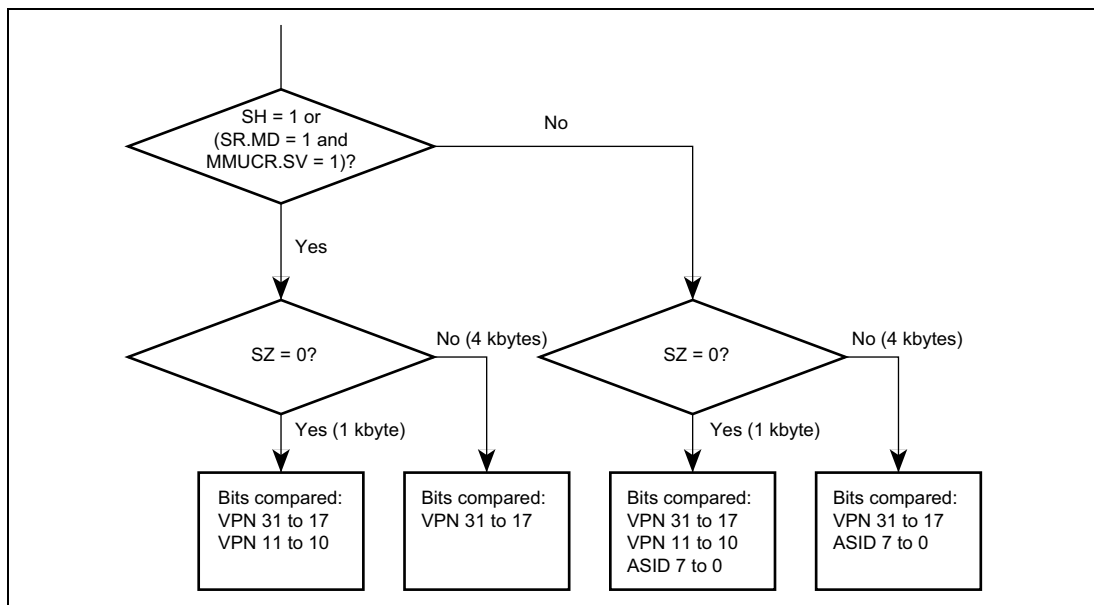 SH = 1 or
(SR.MD = 1 and
MMUCR.SV = 1)?
No
Yes
SZ = 0?
No (4 kbytes)
SZ = 0?
No (4 kbytes)
Yes (1 kbyte)
Yes (1 kbyte)
Bits compared:
VPN 31 to 17
VPN 11 to 10
Bits compared:
VPN 31 to 17
Bits compared:
VPN 31 to 17
VPN 11 to 10
ASID 7 to 0
Bits compared:
VPN 31 to 17
ASID 7 to 0